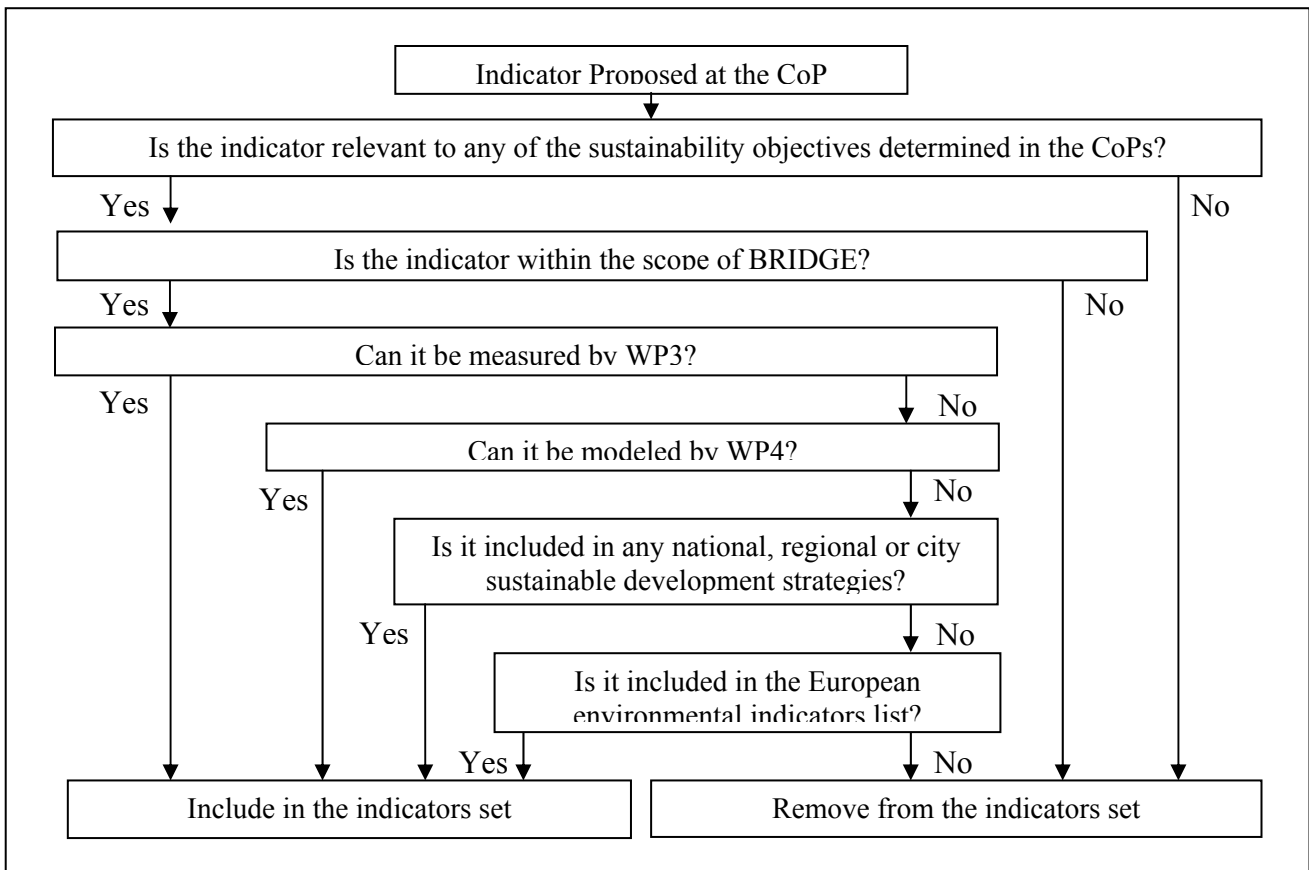 Indicator Proposed at the CoP
Is the indicator relevant to any of the sustainability objectives determined in the CoPs?
Yes
No
Is the indicator within the scope of BRIDGE?
Yes
No
Can it be measured by WP3?
Yes
No
Can it be modeled by WP4?
Yes
No
Is it included in any national, regional or city
sustainable development strategies?
Yes
No
Is it included in the European
environmental indicators list?
Yes
No
Include in the indicators set
Remove from the indicators set